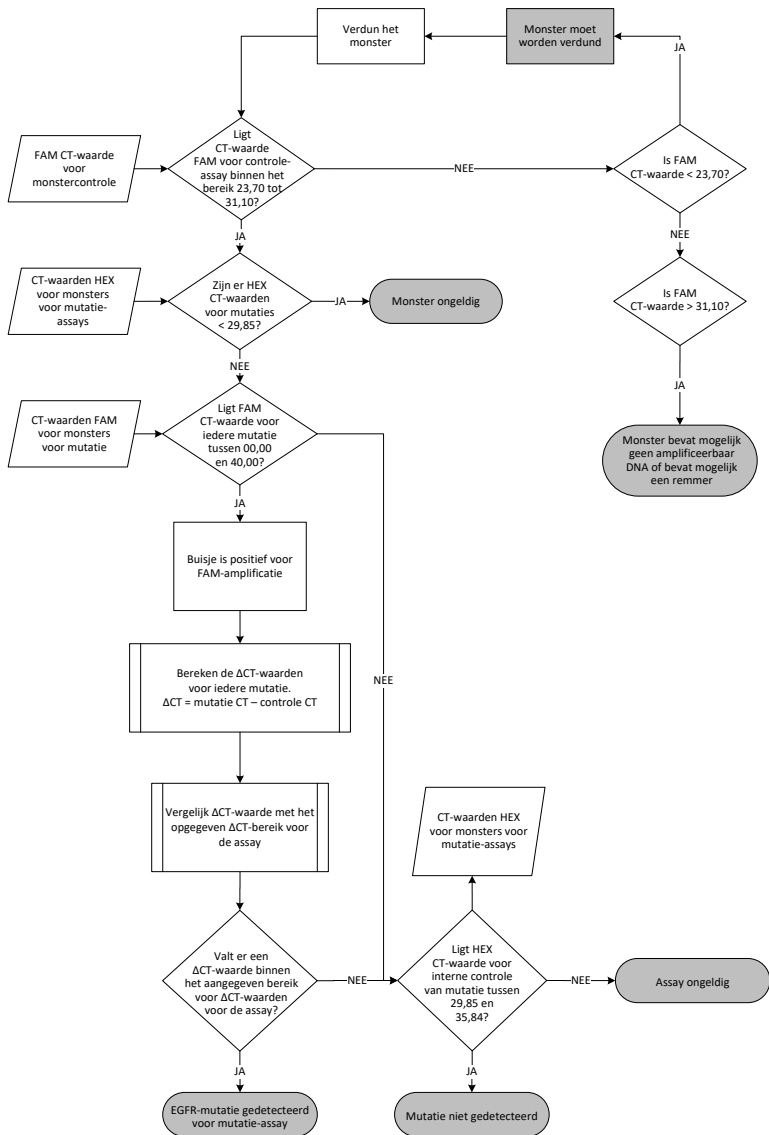 Verdun het
monster
Monster moet
worden verdund
JA
FAM CT-waarde
voor
monstercontrole
Ligt
CT-waarde
FAM voor controle-
assay binnen het
bereik 23,70 tot
31,10?
NEE
Is FAM
CT-waarde < 23,70?
JA
NEE
CT-waarden HEX
voor monsters
voor mutatie-
assays
Zijn er HEX
CT-waarden
voor mutaties
< 29,85?
JA
Monster ongeldig
Is FAM
CT-waarde > 31,10?
NEE
JA
CT-waarden FAM
voor monsters
voor mutatie
Ligt FAM
CT-waarde voor
iedere mutatie
tussen 00,00
en 40,00?
Monster bevat mogelijk
geen amplificeerbaar
DNA of bevat mogelijk
een remmer
JA
Buisje is positief voor
FAM-amplificatie
Bereken de ΔCT-waarden
voor iedere mutatie.
ΔCT = mutatie CT – controle CT
NEE
Vergelijk ΔCT-waarde met het
opgegeven ΔCT-bereik voor
de assay
CT-waarden HEX
voor monsters voor
mutatie-assays
Valt er een
ΔCT-waarde binnen
het aangegeven bereik
voor ΔCT-waarden
voor de assay?
NEE
Ligt HEX
CT-waarde voor
interne controle
van mutatie tussen
29,85 en
35,84?
NEE
Assay ongeldig
JA
JA
EGFR-mutatie gedetecteerd
voor mutatie-assay
Mutatie niet gedetecteerd